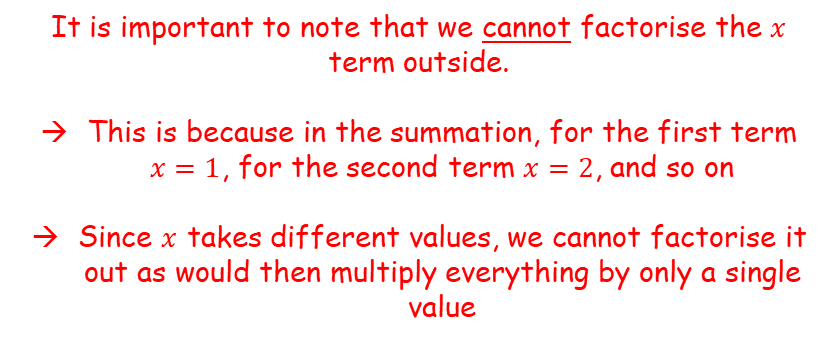 It is important to note that we cannot factorise the x
term outside.
→ This is because in the summation, for the first term
x = 1, for the second term x = 2, and so on
→ Since x takes different values, we cannot factorise it
out as would then multiply everything by only a single
value